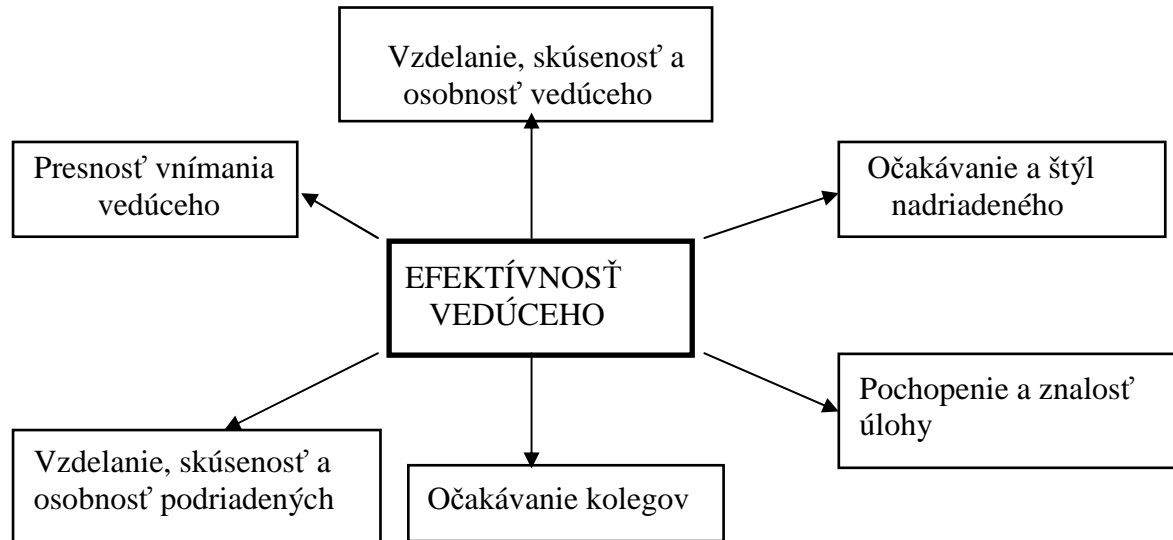 Vzdelanie, skúsenosť a
osobnosť vedúceho
Presnosť vnímania
vedúceho
Očakávanie a štýl
nadriadeného
EFEKTÍVNOSŤ
VEDÚCEHO
Pochopenie a znalosť
úlohy
Vzdelanie, skúsenosť a
osobnosť podriadených
Očakávanie kolegov